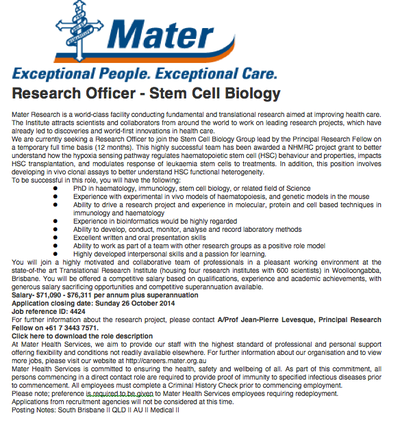 Mater
Exceptional People. Exceptional Care.
Research Officer - Stem Cell Biology
Mater Research is a world-class facility conducting fundamental and translational research aimed at improving health care.
The Institute attracts scientists and collaborators from around the world to work on leading research projects, which have
already led to discoveries and world-first innovations in health care.
We are currently seeking a Research Officer to join the Stem Cell Biology Group lead by the Principal Research Fellow on
a temporary full time basis (12 months). This highly successful team has been awarded a NHMRC project grant to better
understand how the hypoxia sensing pathway regulates haematopoietic stem cell (HSC) behaviour and properties, impacts
HSC transplantation, and modulates response of leukaemia stem cells to treatments. In addition, this position involves
developing in vivo clonal assays to better understand HSC functional heterogeneity.
To be successful in this role, you will have the following:
● PhD in haematology, immunology, stem cell biology, or related field of Science
● Experience with experimental in vivo models of haematopoiesis, and genetic models in the mouse
● Ability to drive a research project and experience in molecular, protein and cell based techniques in
immunology and haematology
● Experience in bioinformatics would be highly regarded
● Ability to develop, conduct, monitor, analyse and record laboratory methods
● Excellent written and oral presentation skills
● Ability to work as part of a team with other research groups as a positive role model
● Highly developed interpersonal skills and a passion for learning.
You will join a highly motivated and collaborative team of professionals in a pleasant working environment at the
state-of-the art Translational Research Institute (housing four research institutes with 600 scientists) in Woolloongabba,
Brisbane. You will be offered a competitive salary based on qualifications, experience and academic achievements, with
generous salary sacrificing opportunities and competitive superannuation available.
Salary- $71,090 - $76,311 per annum plus superannuation
Application closing date: Sunday 26 October 2014
Job reference ID: 4424
For further information about the research project, please contact A/Prof Jean-Pierre Levesque, Principal Research
Fellow on +61 7 3443 7571.
Click here to download the role description
At Mater Health Services, we aim to provide our staff with the highest standard of professional and personal support
offering flexibility and conditions not readily available elsewhere. For further information about our organisation and to view
more jobs, please visit our website at http://careers.mater.org.au
Mater Health Services is committed to ensuring the health, safety and wellbeing of all. As part of this commitment, all
persons commencing in a direct contact role are required to provide proof of immunity to specified infectious diseases prior
to commencement. All employees must complete a Criminal History Check prior to commencing employment.
Please note; preference is required to be given to Mater Health Services employees requiring redeployment.
Applications from recruitment agencies will not be considered at this time.
Posting Notes: South Brisbane || QLD || AU || Medical ||